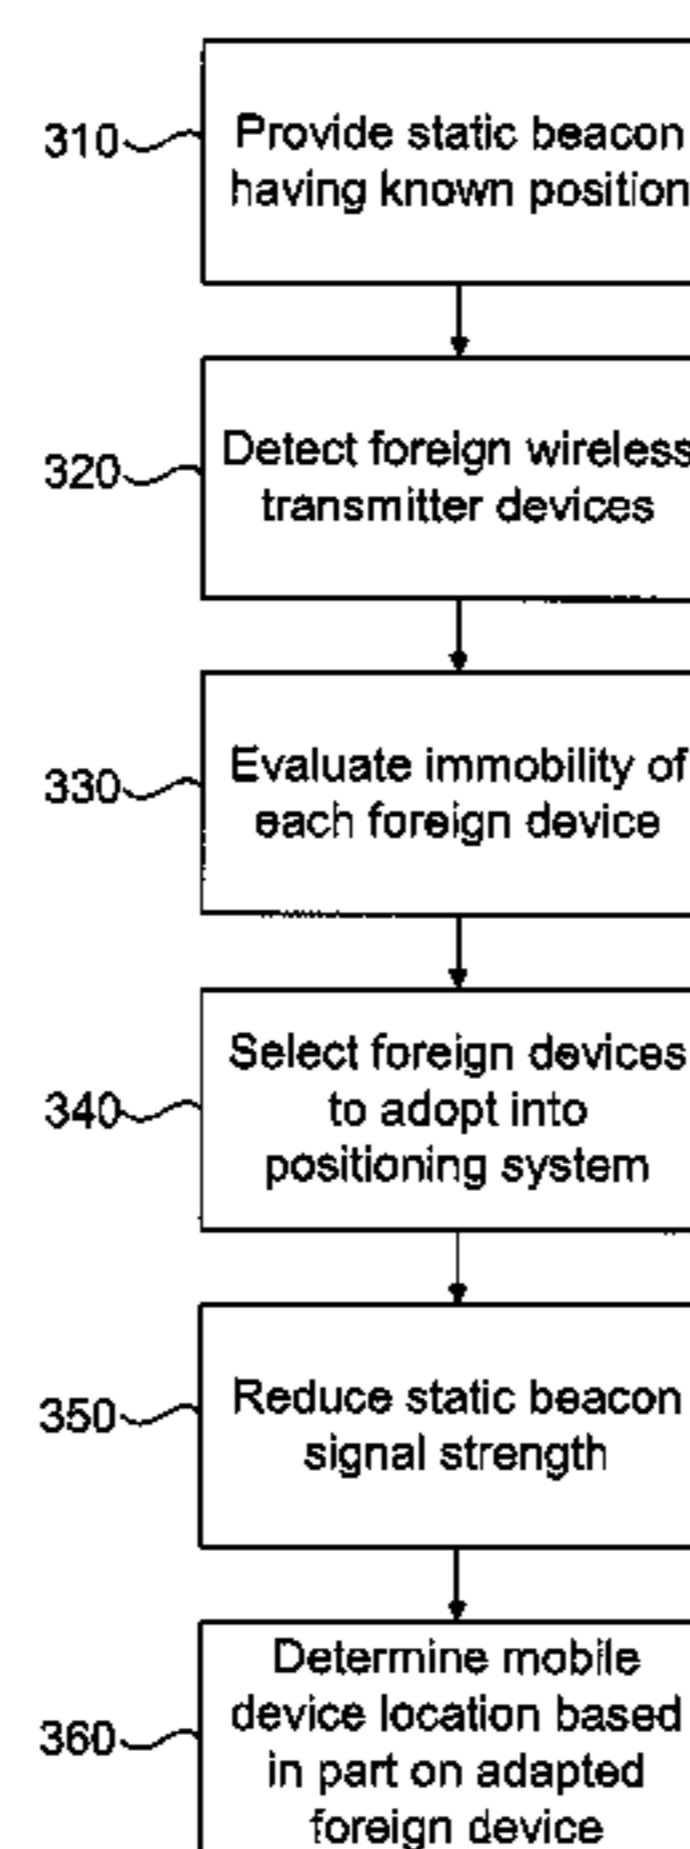 310
Provide static beacon
having known position
320
Detect foreign wireless
transmitter devices
330
Evaluate immobility of
each foreign device
340
Select foreign devices
to adopt into
positioning system
350
Reduce static beacon
signal strength
360
Determine mobile
device location based
in part on adapted
foreign device